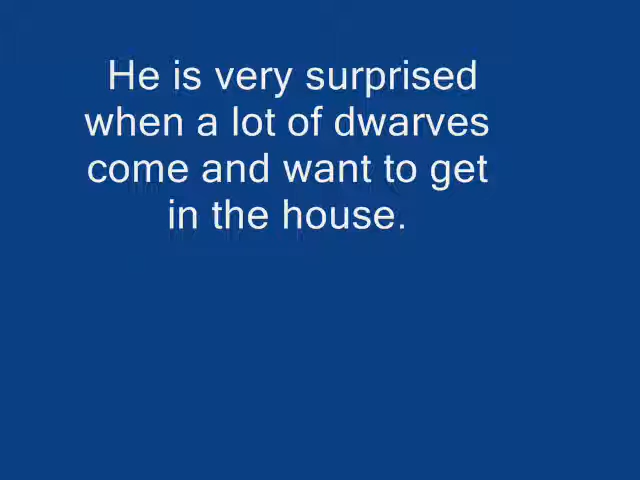 He is very surprised
when a lot of dwarves
come and want to get
in the house.